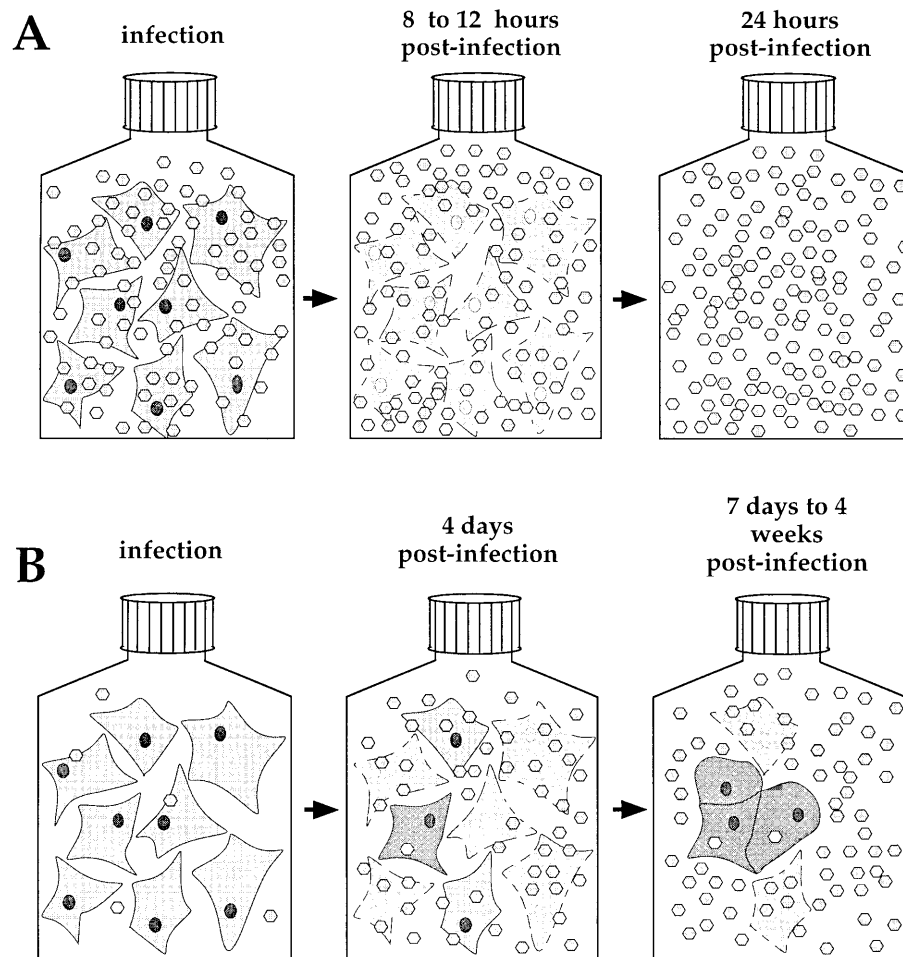 A
infection
8 to 12 hours
post-infection
24 hours
post-infection
B
infection
4 days
post-infection
7 days to 4
weeks
post-infection